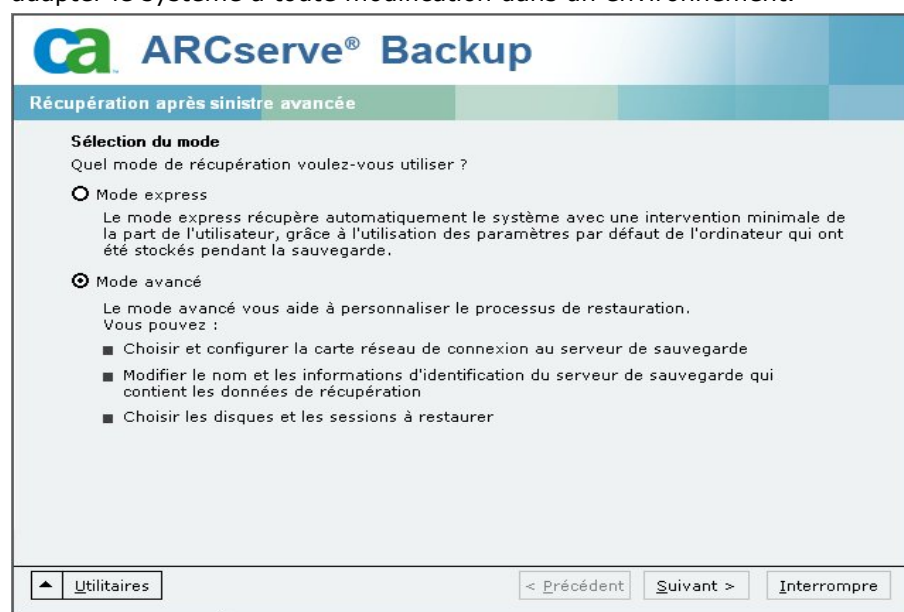 adapter le système à toute modification dans un environnement.
ca ARCserve® Backup
Récupération après sinistre avancée
Sélection du mode
Quel mode de récupération voulez-vous utiliser ?
Mode express
Le mode express récupère automatiquement le système avec une intervention minimale de
la part de l'utilisateur, grâce à l'utilisation des paramètres par défaut de l'ordinateur qui ont
été stockés pendant la sauvegarde.
Mode avancé
Le mode avancé vous aide à personnaliser le processus de restauration.
Vous pouvez :
Choisir et configurer la carte réseau de connexion au serveur de sauvegarde
Modifier le nom et les informations d'identification du serveur de sauvegarde qui
contient les données de récupération
Choisir les disques et les sessions à restaurer
Utilitaires
< Précédent
Suivant >
Interrompre